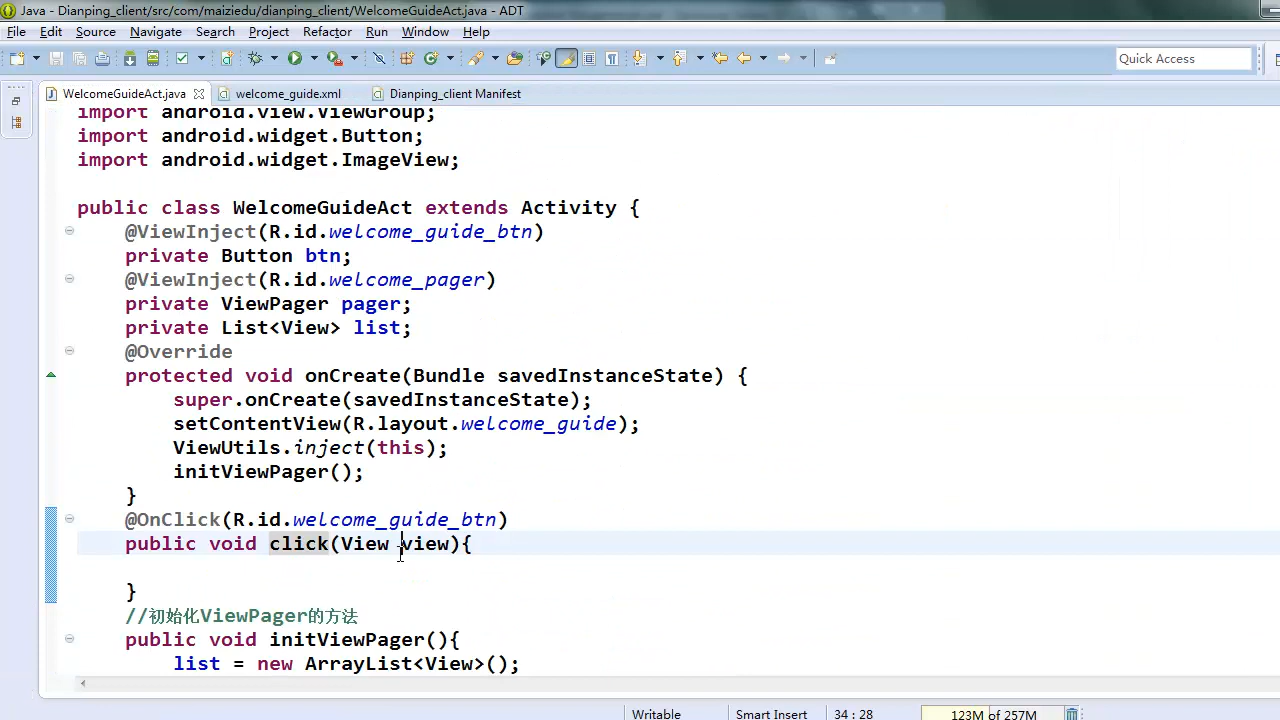 Java - Dianping_client/src/com/maiziedu/dianping_client/WelcomeGuideAct.java - ADT
File Edit Source Navigate Search Project Refactor Run Window Help
Quick Access
WelcomeGuideAct.java welcome_guide.xml Dianping_client Manifest
import android.view.ViewGroup;
import android.widget.Button;
import android.widget.ImageView;
public class WelcomeGuideAct extends Activity {
@ViewInject(R.id.welcome_guide_btn)
private Button btn;
@ViewInject(R.id.welcome_pager)
private ViewPager pager;
private List<View> list;
@Override
protected void onCreate(Bundle savedInstanceState) {
super.onCreate(savedInstanceState);
setContentView(R.layout.welcome_guide);
ViewUtils.inject(this);
initViewPager();
}
@OnClick(R.id.welcome_guide_btn)
public void click(View view){
}
//初始化ViewPager的方法
public void initViewPager(){
list = new ArrayList<View>();
Writable Smart Insert 34 : 28 123M of 257M